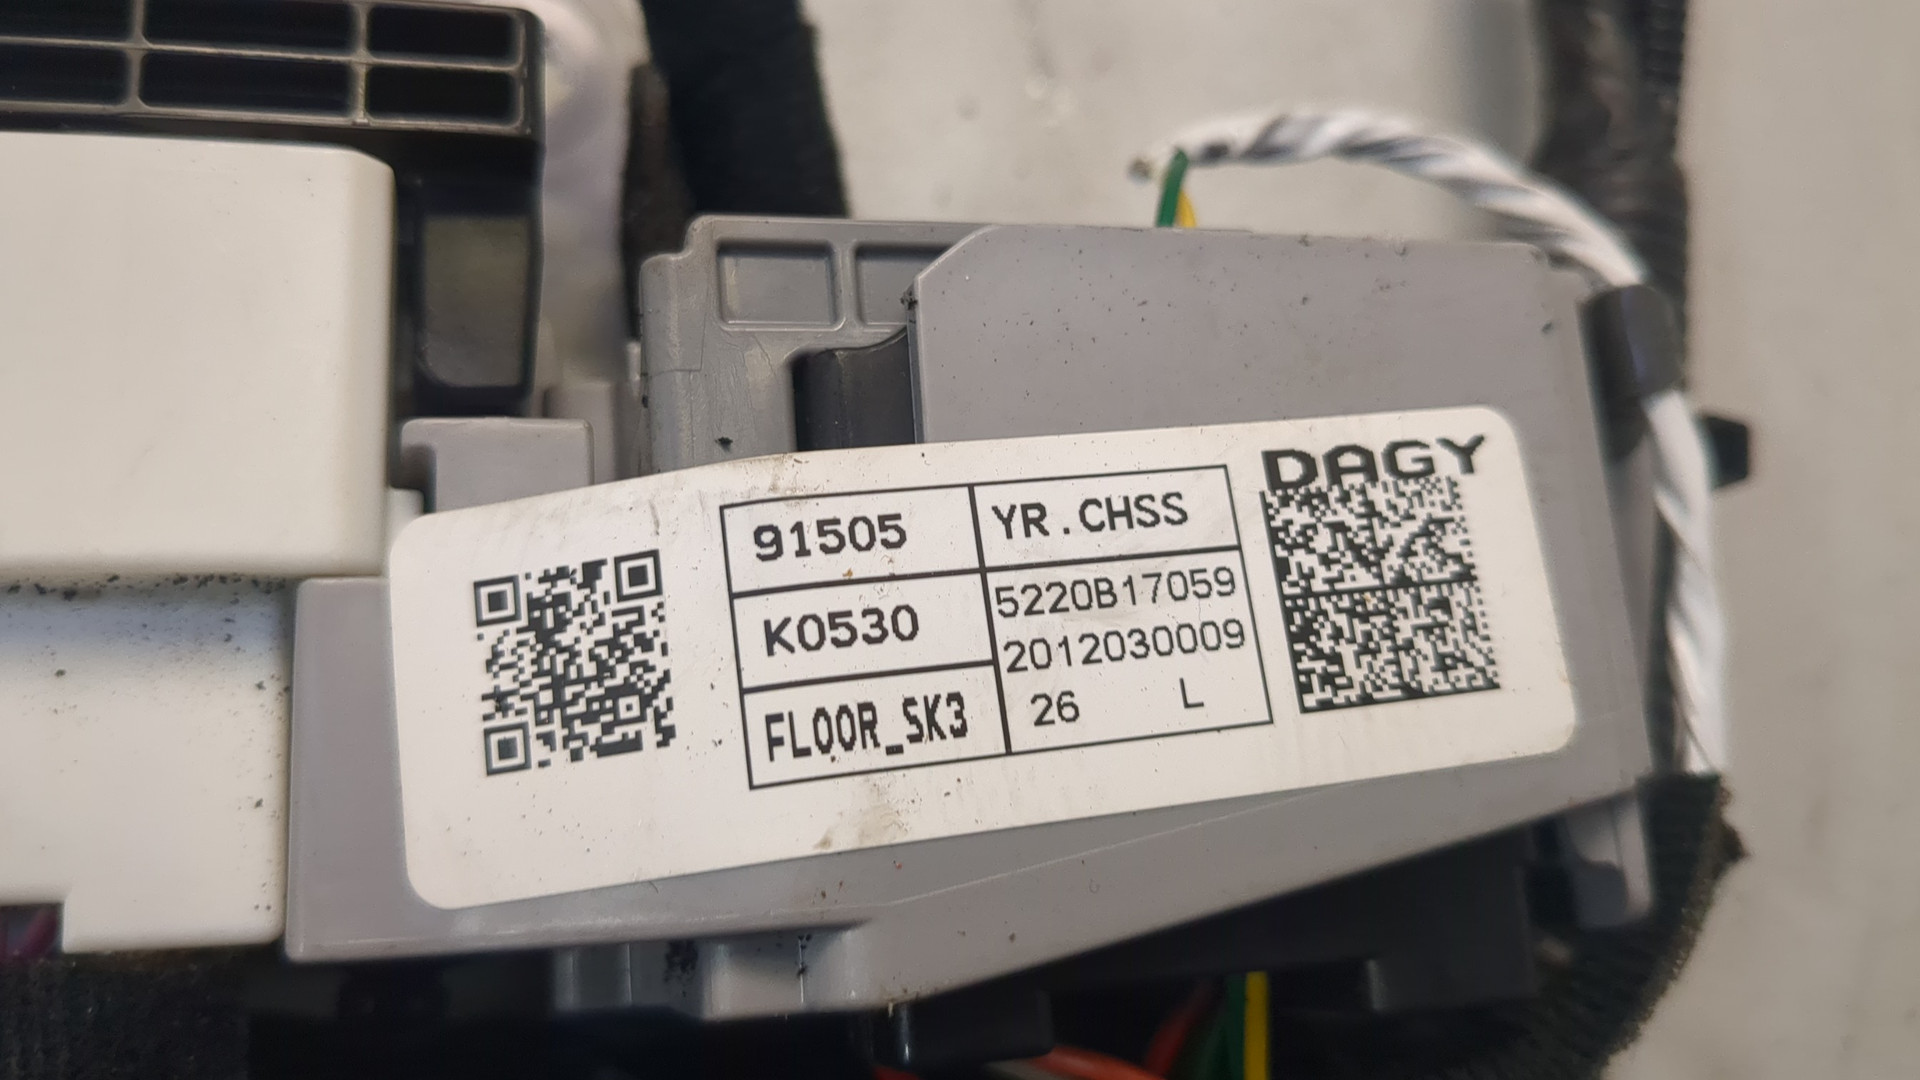 91505
K0530
FLOOR_SK3
YR.CHSS
5220B17059
2012030009
26 L
DAGY